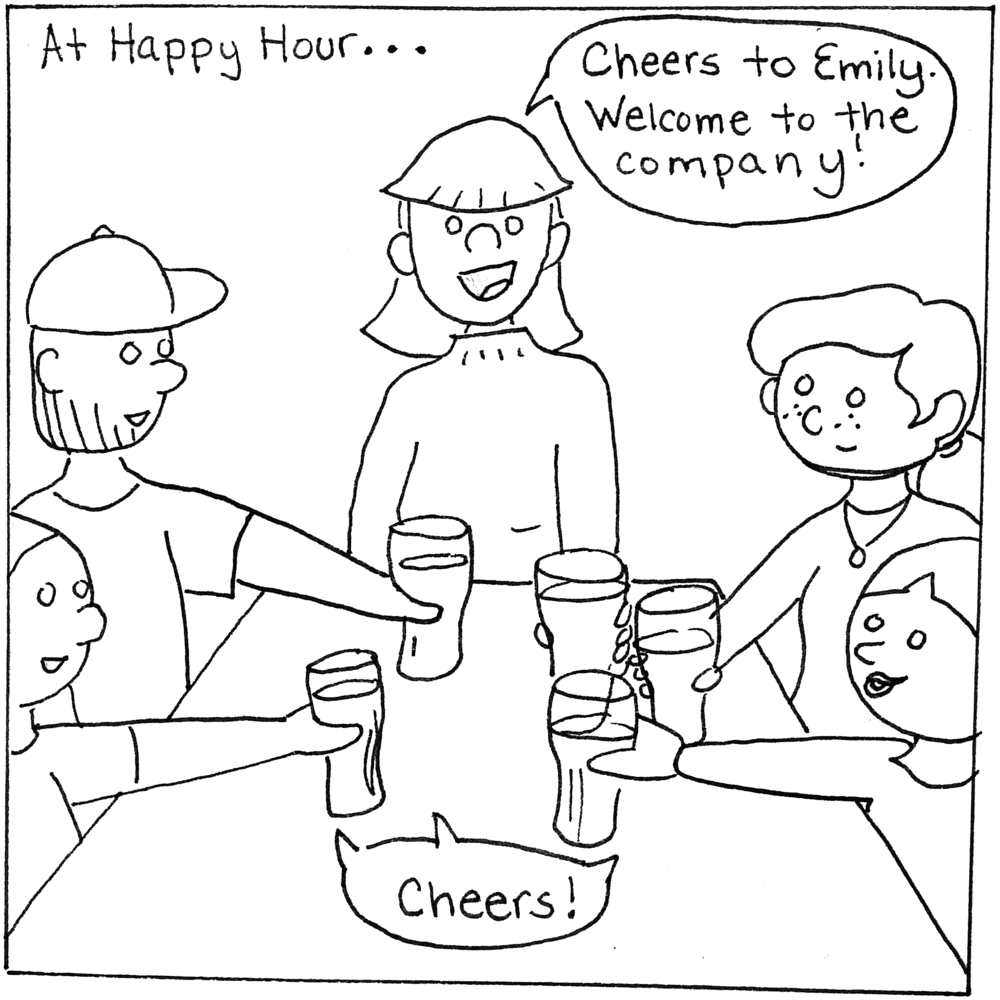 At Happy Hour...
Cheers to Emily.
Welcome to the
company!
Cheers!